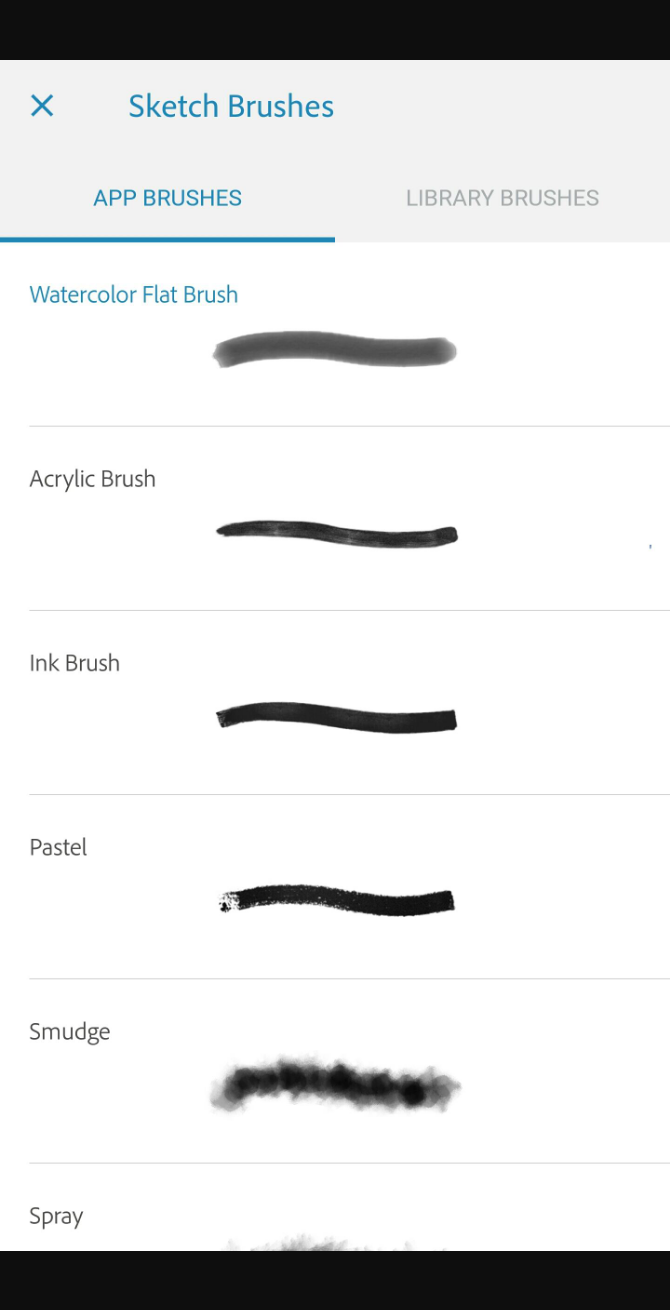 Sketch Brushes
APP BRUSHES
LIBRARY BRUSHES
Watercolor Flat Brush
Acrylic Brush
Ink Brush
Pastel
Smudge
Spray